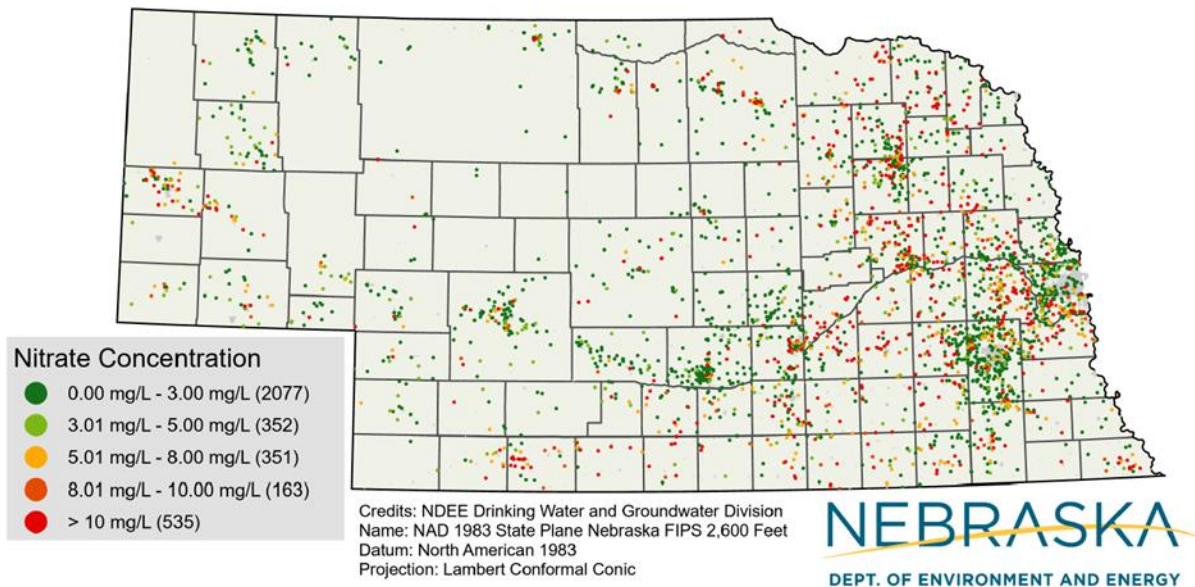 Nitrate Concentration
0.00 mg/L - 3.00 mg/L (2077)
3.01 mg/L - 5.00 mg/L (352)
5.01 mg/L - 8.00 mg/L (351)
8.01 mg/L - 10.00 mg/L (163)
> 10 mg/L (535)
Credits: NDEE Drinking Water and Groundwater Division
Name: NAD 1983 State Plane Nebraska FIPS 2,600 Feet
Datum: North American 1983
Projection: Lambert Conformal Conic
NEBRASKA
DEPT. OF ENVIRONMENT AND ENERGY